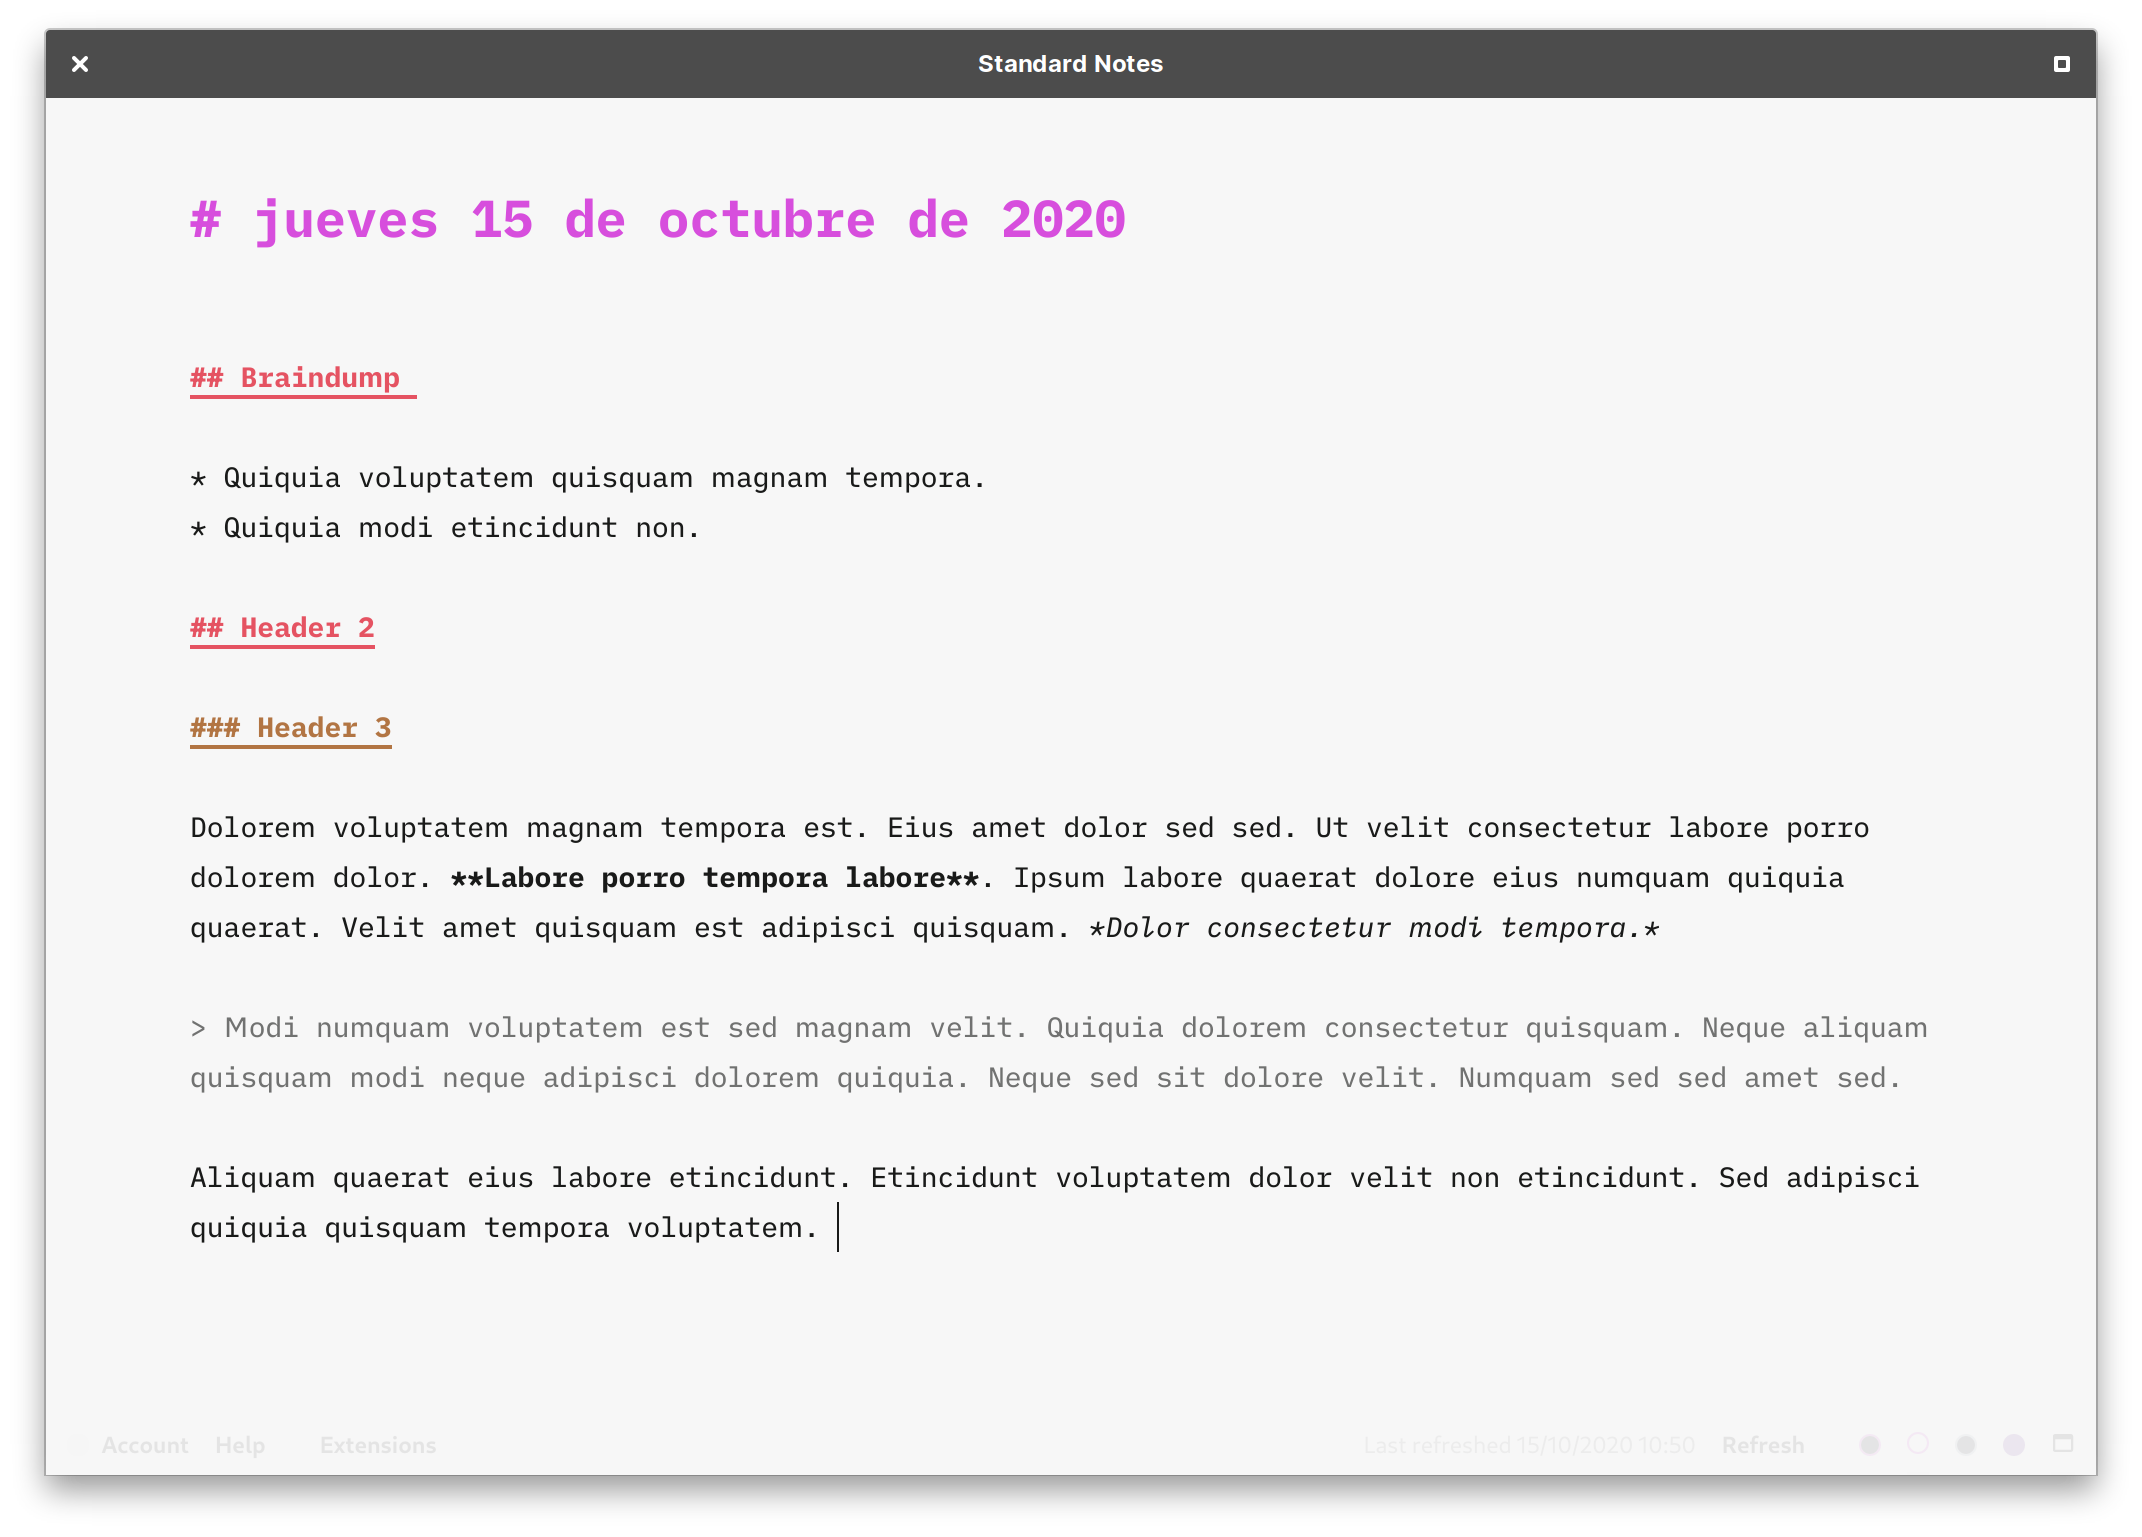 Standard Notes
# jueves 15 de octubre de 2020
## Braindump
* Quiquia voluptatem quisquam magnam tempora.
* Quiquia modi etincidunt non.
## Header 2
### Header 3
Dolorem voluptatem magnam tempora est. Eius amet dolor sed sed. Ut velit consectetur labore porro
dolorem dolor. **Labore porro tempora labore**. Ipsum labore quaerat dolore eius numquam quiquia
quaerat. Velit amet quisquam est adipisci quisquam. *Dolor consectetur modi tempora.*
> Modi numquam voluptatem est sed magnam velit. Quiquia dolorem consectetur quisquam. Neque aliquam
quisquam modi neque adipisci dolorem quiquia. Neque sed sit dolore velit. Numquam sed sed amet sed.
Aliquam quaerat eius labore etincidunt. Etincidunt voluptatem dolor velit non etincidunt. Sed adipisci
quiquia quisquam tempora voluptatem.
Account Help Extensions Last refreshed 15/10/2020 10:50 Refresh